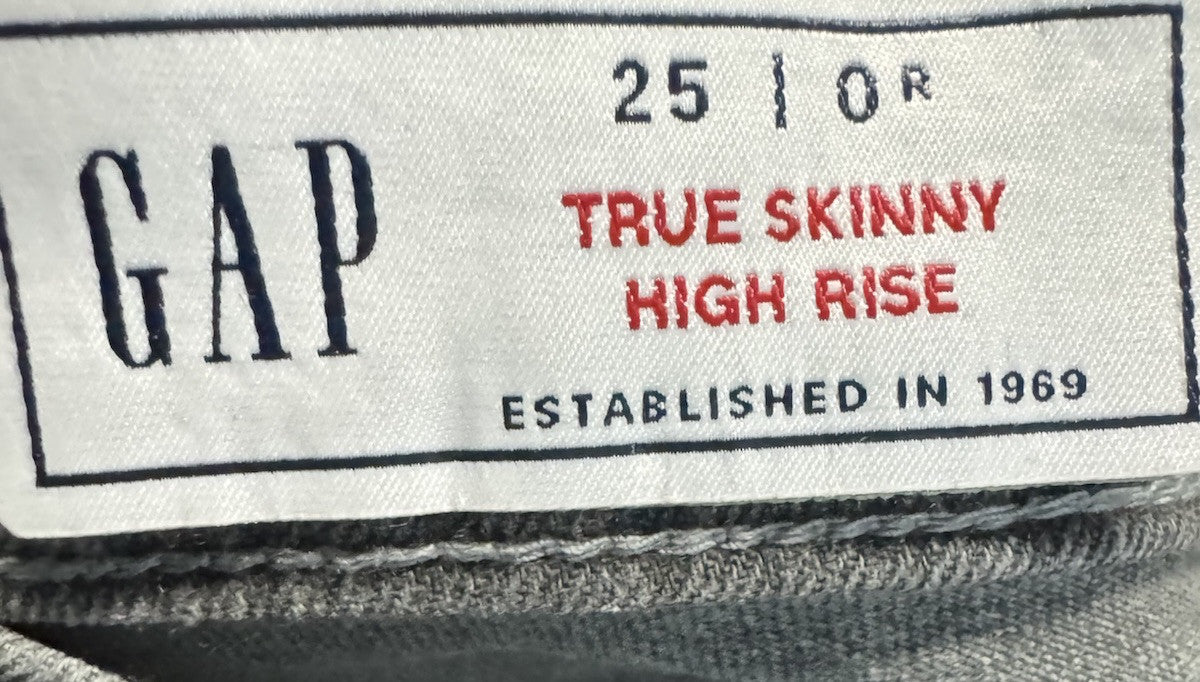 GAP
25 | 0R
TRUE SKINNY
HIGH RISE
ESTABLISHED IN 1969